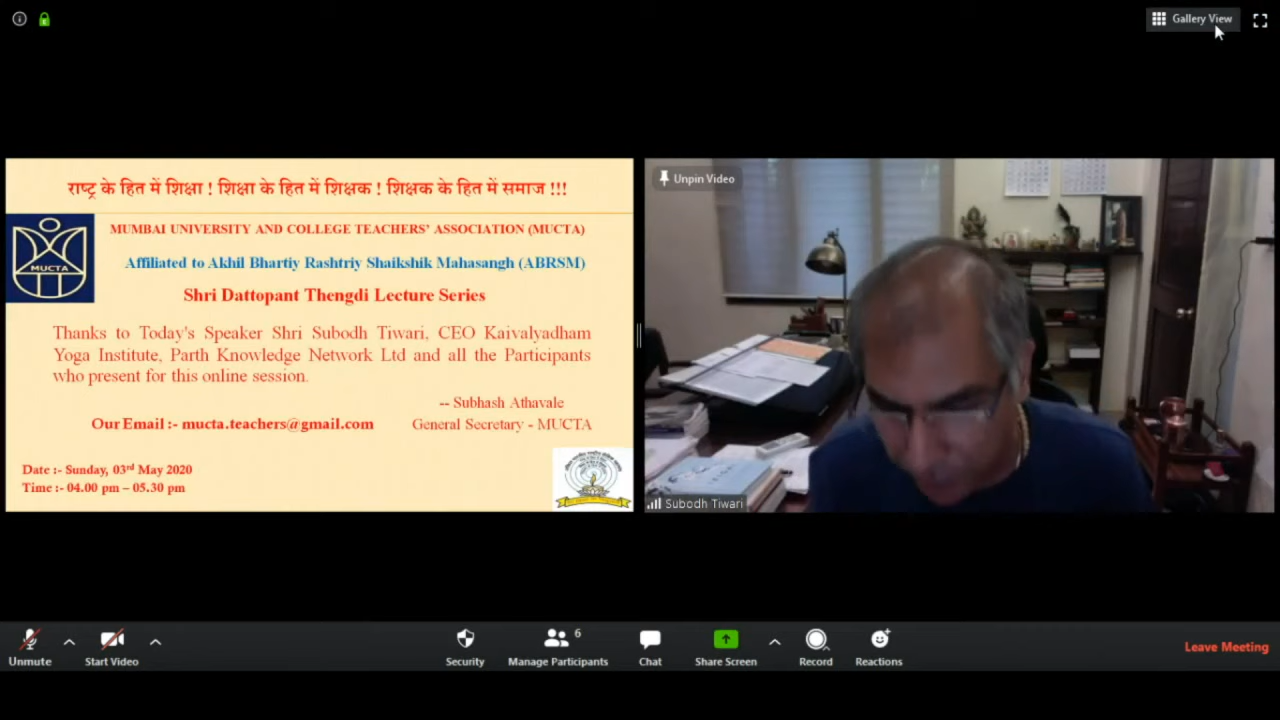 Gallery View
राष्ट्र के हित में शिक्षा ! शिक्षा के हित में शिक्षक ! शिक्षक के हित में समाज !!!
MUCTA
MUMBAI UNIVERSITY AND COLLEGE TEACHERS' ASSOCIATION (MUCTA)
Affiliated to Akhil Bhartiy Rashtriy Shaikshik Mahasangh (ABRSM)
Shri Dattopant Thengdi Lecture Series
Thanks to Today's Speaker Shri Subodh Tiwari, CEO Kaivalyadham
Yoga Institute, Parth Knowledge Network Ltd and all the Participants
who present for this online session.
-- Subhash Athavale
Our Email :- mucta.teachers@gmail.com
General Secretary - MUCTA
Date :- Sunday, 03rd May 2020
Time :- 04.00 pm – 05.30 pm
Unpin Video
Subodh Tiwari
Unmute
Start Video
Security
6
Manage Participants
Chat
Share Screen
Record
Reactions
Leave Meeting